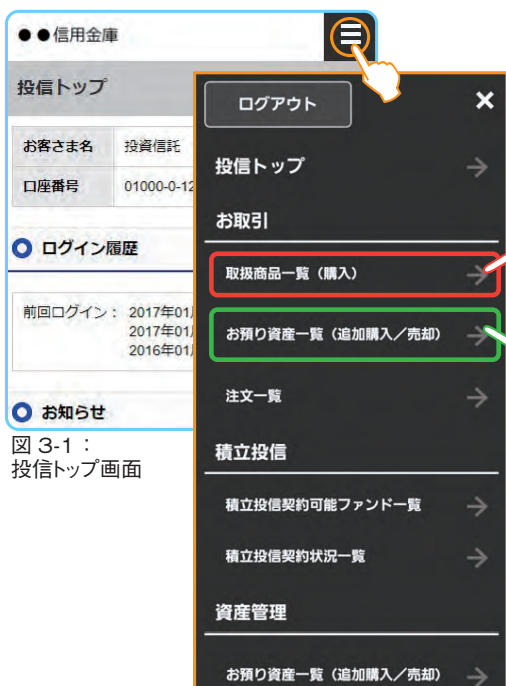 ●●信用金庫
投信トップ
お客さま名 投資信託
口座番号 01000-0-12
ログイン履歴
前回ログイン： 2017年01
2017年01
2016年01
お知らせ
図 3-1：
投信トップ画面
ログアウト ×
投信トップ
お取引
取扱商品一覧（購入）
お預り資産一覧（追加購入／売却）
注文一覧
積立投信
積立投信契約可能ファンド一覧
積立投信契約状況一覧
資産管理
お預り資産一覧（追加購入／売却）